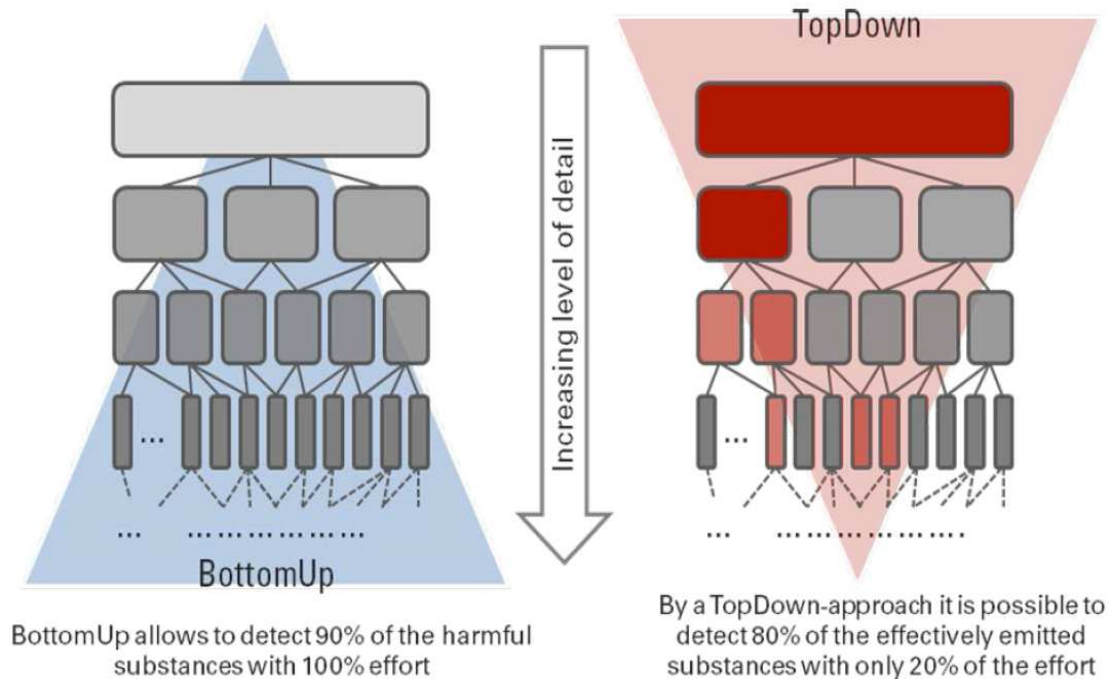 TopDown
Increasing level of detail
...
...
... ... ... ... ... ... ...
... ... ... ... ... ... ...
BottomUp
BottomUp allows to detect 90% of the harmful
substances with 100% effort
By a TopDown-approach it is possible to
detect 80% of the effectively emitted
substances with only 20% of the effort